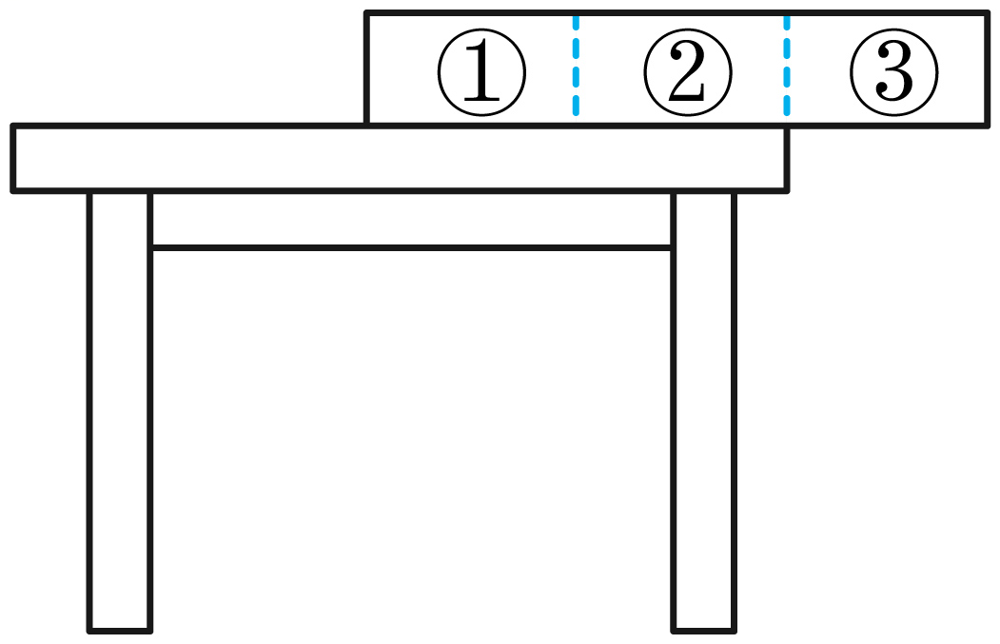 ① ② ③